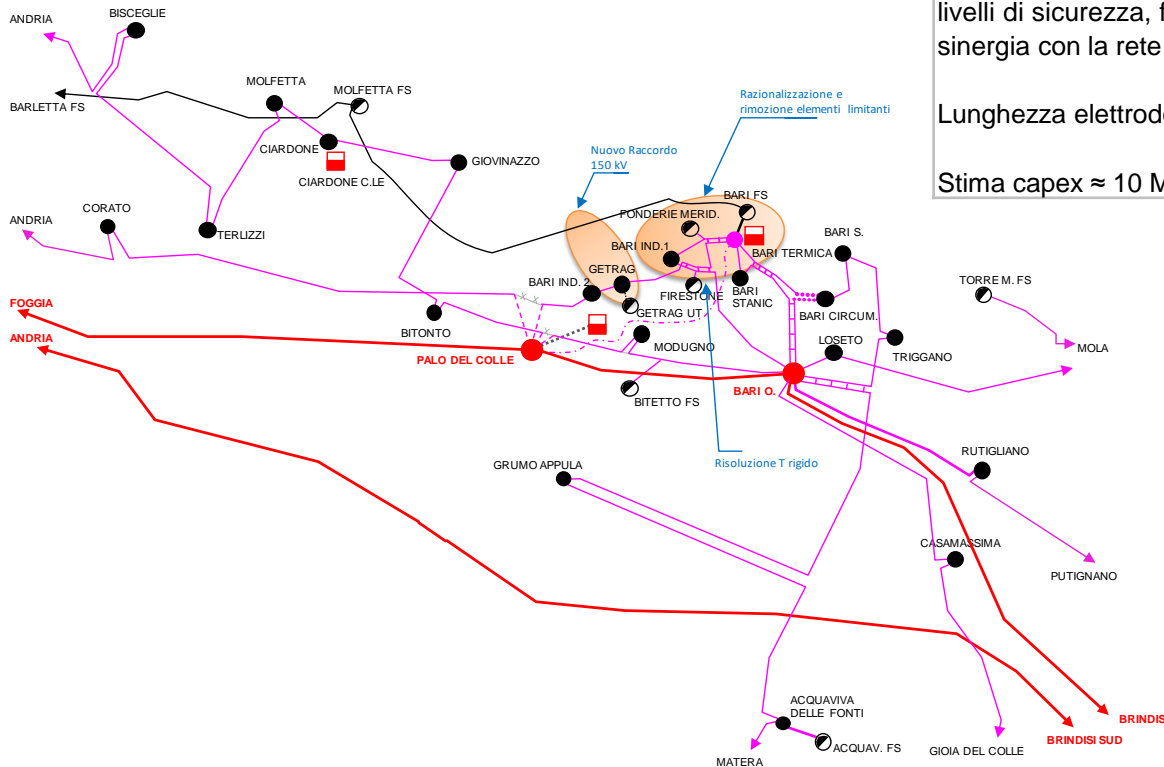 livelli di sicurezza, f
sinergia con la rete
Lunghezza elettrod
Stima capex ≈ 10 M
BISCEGLIE
ANDRIA
MOLFETTA
MOLFETTA FS
BARLETTA FS
Razionalizzazione e
rimozione elementi limitanti
CIARDONE
Nuovo Raccordo
150 kV
GIOVINAZZO
CIARDONE C.LE
BARI FS
CORATO
FONDERIE MERID.
ANDRIA
TERLIZZI
BARI S.
BARI IND.1
BARI TERMICA
GETRAG
BARI IND. 2
TORRE M. FS
FIRESTONE
BARI
STANIC
FOGGIA
BARI CIRCUM.
GETRAG UT.
BITONTO
ANDRIA
MODUGNO
LOSETO
TRIGGANO
MOLA
PALO DEL COLLE
BARI O.
BITETTO FS
RUTIGLIANO
GRUMO APPULA
Risoluzione T rigido
CASAMASSIMA
PUTIGNANO
ACQUAVIVA
DELLE FONTI
BRINDIS
BRINDISI SUD
ACQUAV. FS
GIOIA DEL COLLE
MATERA